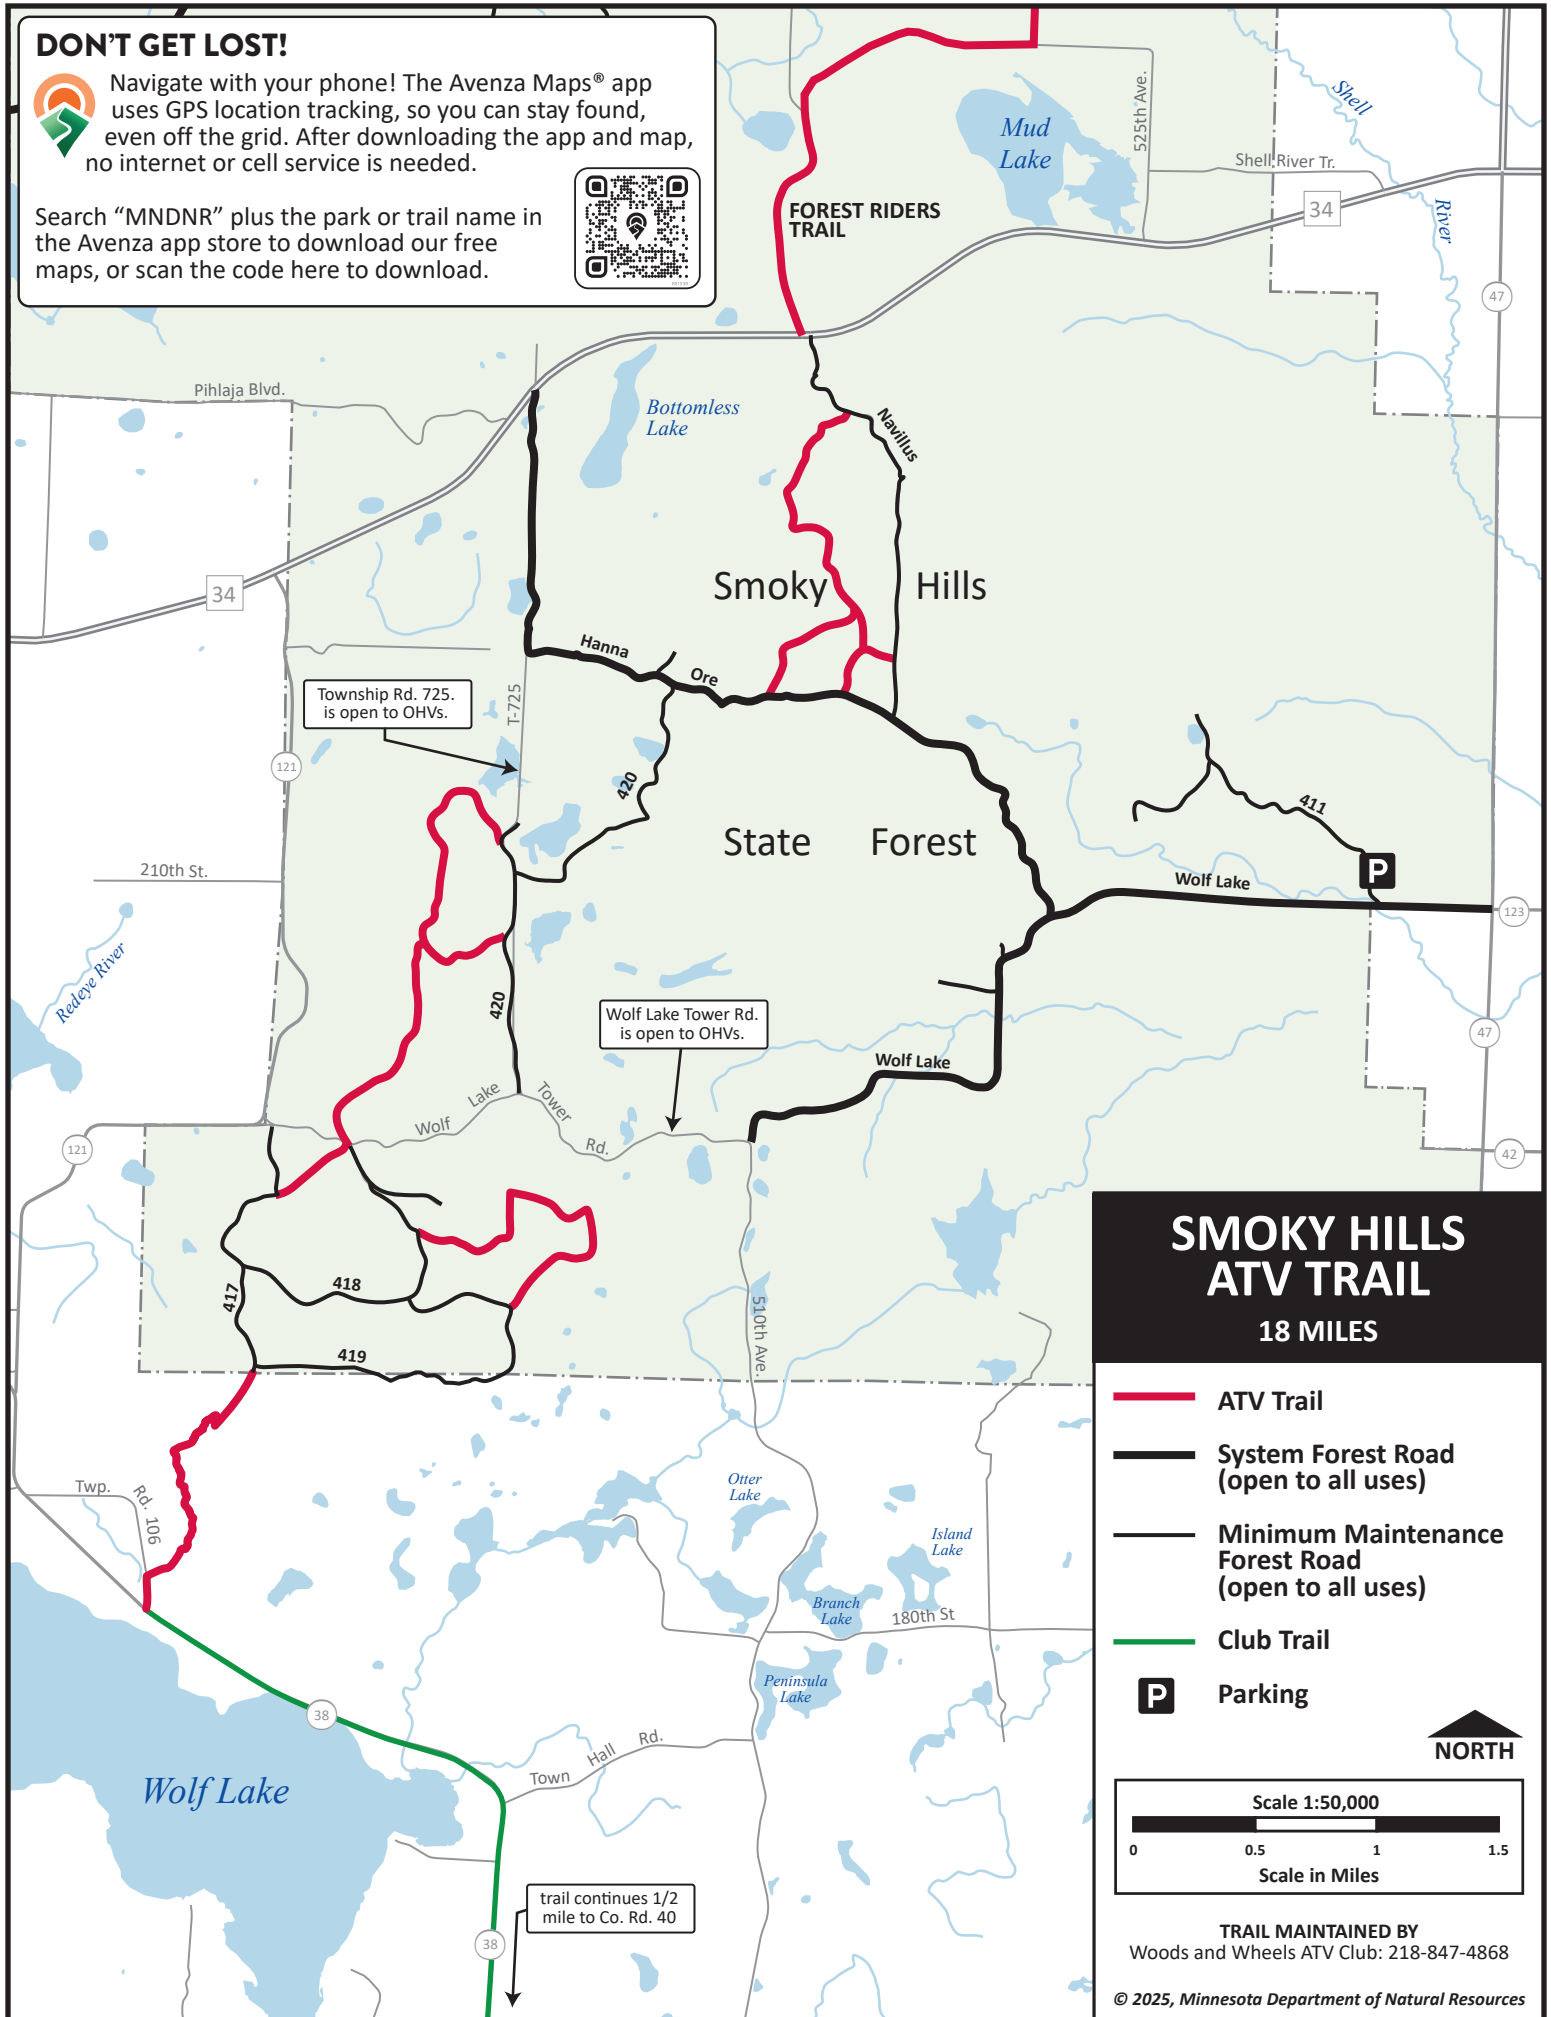 DON'T GET LOST!
Navigate with your phone! The Avenza Maps® app
uses GPS location tracking, so you can stay found,
even off the grid. After downloading the app and map,
no internet or cell service is needed.
Search “MNDNR” plus the park or trail name in
the Avenza app store to download our free
maps, or scan the code here to download.
Mud
Lake
525th Ave.
Shell
River
Shell River Tr.
34
FOREST RIDERS
TRAIL
47
Pihlaja Blvd.
Bottomless
Lake
Navillus
34
Smoky Hills
Hanna
Ore
Township Rd. 725.
is open to OHVs.
T-725
121
420
411
State Forest
P
210th St.
Wolf Lake
123
Redeye River
420
Wolf Lake Tower Rd.
is open to OHVs.
47
Wolf Lake
Wolf Lake Tower Rd.
121
42
417
418
510th Ave.
419
SMOKY HILLS
ATV TRAIL
18 MILES
ATV Trail
System Forest Road
(open to all uses)
Minimum Maintenance
Forest Road
(open to all uses)
Club Trail
P Parking
NORTH
Scale 1:50,000
0 0.5 1 1.5
Scale in Miles
TRAIL MAINTAINED BY
Woods and Wheels ATV Club: 218-847-4868
© 2025, Minnesota Department of Natural Resources
Twp. Rd. 106
Otter
Lake
Island
Lake
Branch
Lake
180th St
Peninsula
Lake
38
Town Hall Rd.
Wolf Lake
trail continues 1/2
mile to Co. Rd. 40
38